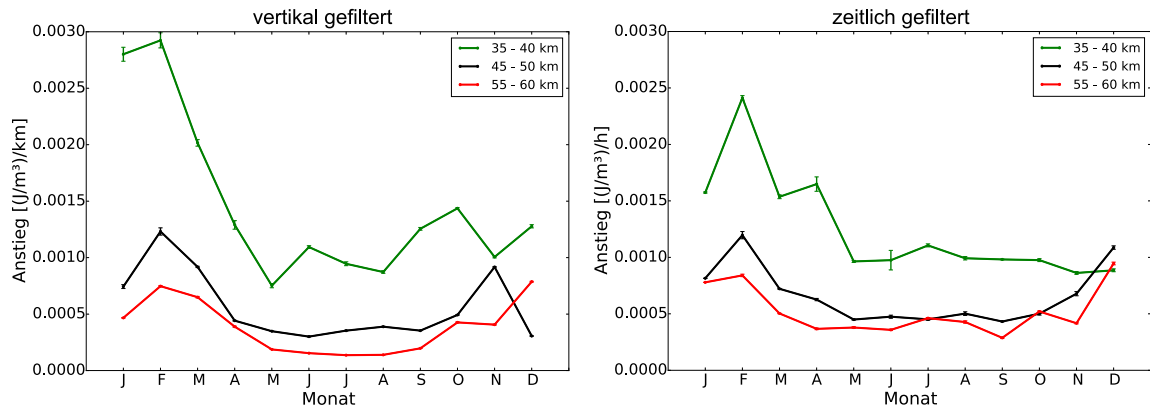 vertikal gefiltert
0.0030
0.0025
0.0020
0.0015
0.0010
0.0005
0.0000
Anstieg [(J/m³)/km]
35 - 40 km
45 - 50 km
55 - 60 km
J F M A M J J A S O N D
Monat
zeitlich gefiltert
0.0030
0.0025
0.0020
0.0015
0.0010
0.0005
0.0000
Anstieg [(J/m³)/h]
35 - 40 km
45 - 50 km
55 - 60 km
J F M A M J J A S O N D
Monat